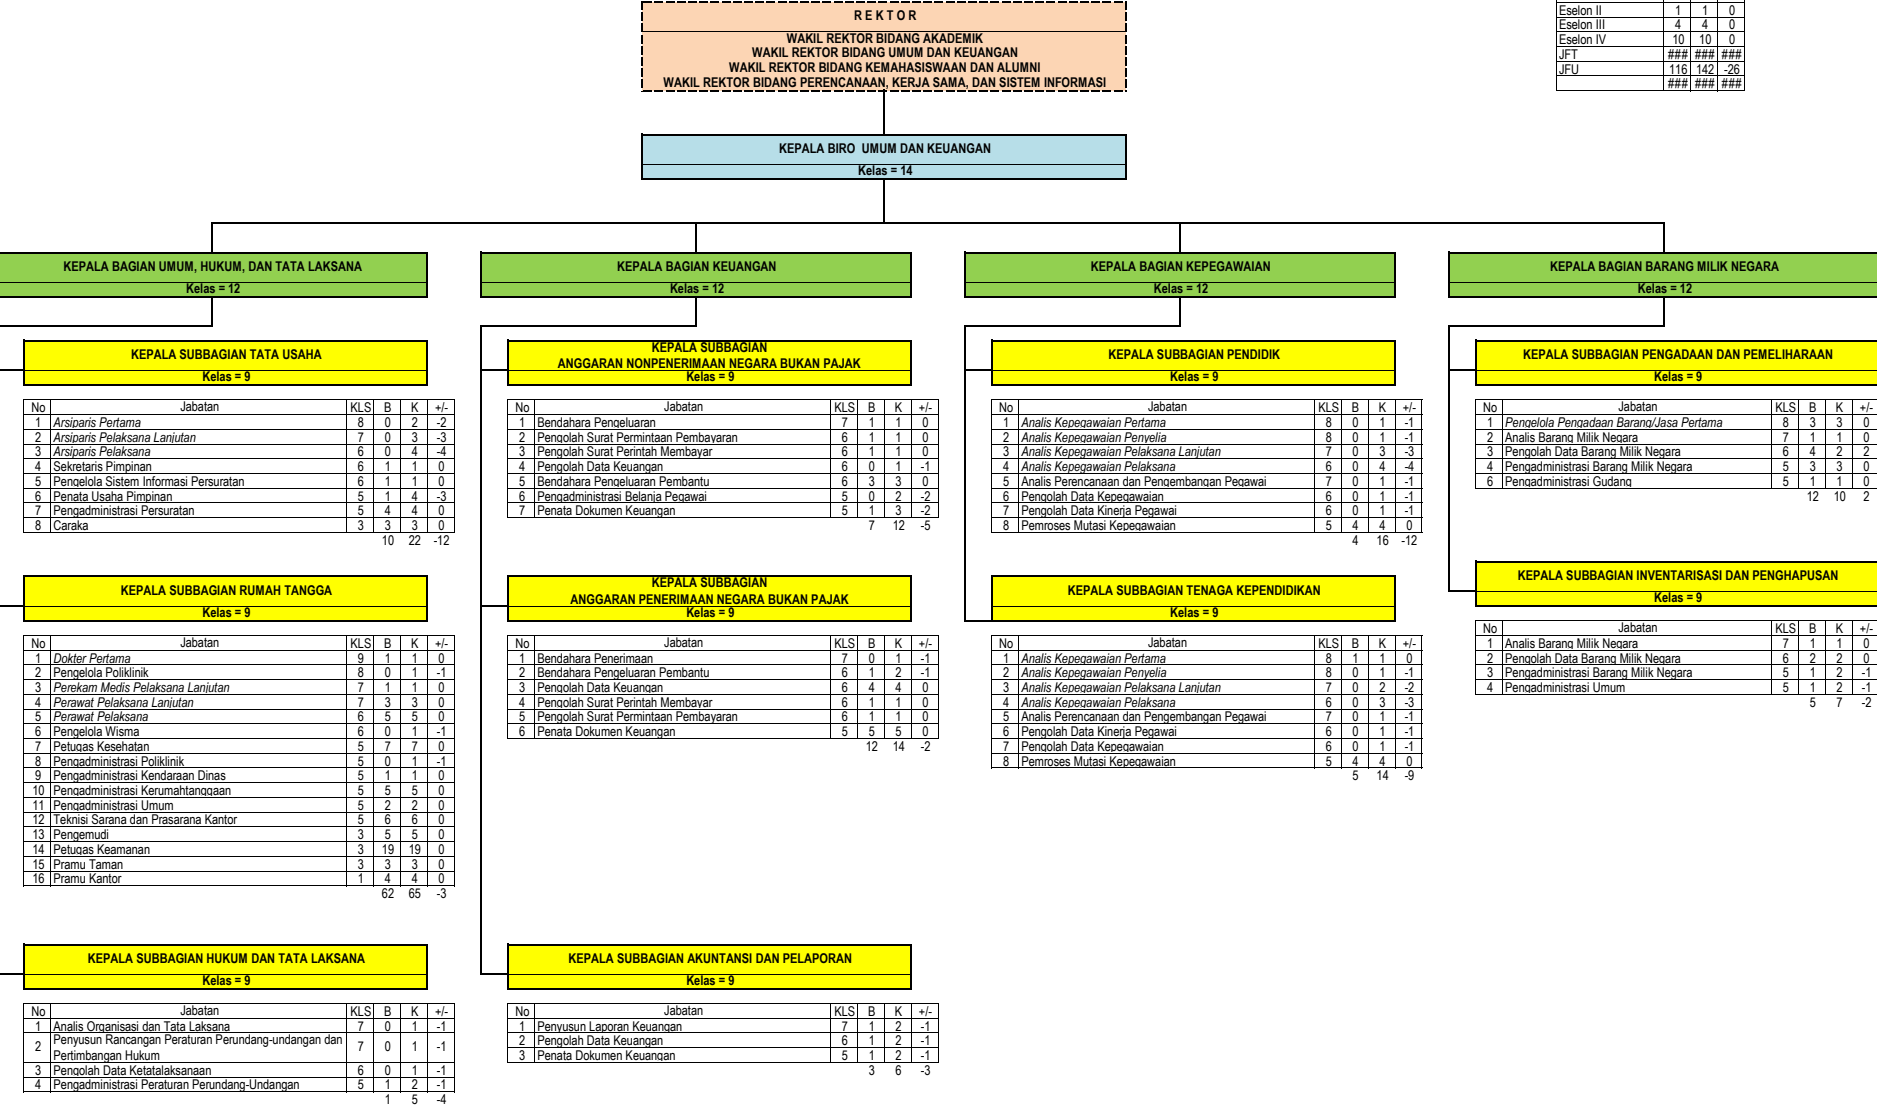 R E K T O R
WAKIL REKTOR BIDANG AKADEMIK
WAKIL REKTOR BIDANG UMUM DAN KEUANGAN
WAKIL REKTOR BIDANG KEMAHASISWAAN DAN ALUMNI
WAKIL REKTOR BIDANG PERENCANAAN, KERJA SAMA, DAN SISTEM INFORMASI
Eselon II 1 1 0
Eselon III 4 4 0
Eselon IV 10 10 0
JFT ### ### ###
JFU 116 142 -26
### ### ###
KEPALA BIRO UMUM DAN KEUANGAN
Kelas = 14
KEPALA BAGIAN UMUM, HUKUM, DAN TATA LAKSANA
Kelas = 12
KEPALA SUBBAGIAN TATA USAHA
Kelas = 9
No Jabatan KLS B K +/-
1 Arsiparis Pertama 8 0 2 -2
2 Arsiparis Pelaksana Lanjutan 7 0 3 -3
3 Arsiparis Pelaksana 6 0 4 -4
4 Sekretaris Pimpinan 6 1 1 0
5 Pengelola Sistem Informasi Persuratan 6 1 1 0
6 Penata Usaha Pimpinan 5 1 4 -3
7 Pengadministrasi Persuratan 5 4 4 0
8 Caraka 3 3 3 0
10 22 -12
KEPALA SUBBAGIAN RUMAH TANGGA
Kelas = 9
No Jabatan KLS B K +/-
1 Dokter Pertama 9 1 1 0
2 Pengelola Poliklinik 8 0 1 -1
3 Perekam Medis Pelaksana Lanjutan 7 1 1 0
4 Perawat Pelaksana Lanjutan 7 3 3 0
5 Perawat Pelaksana 6 5 5 0
6 Pengelola Wisma 6 0 1 -1
7 Petugas Kesehatan 5 7 7 0
8 Pengadministrasi Poliklinik 5 0 1 -1
9 Pengadministrasi Kendaraan Dinas 5 1 1 0
10 Pengadministrasi Kerumahtanggaan 5 5 5 0
11 Pengadministrasi Umum 5 2 2 0
12 Teknisi Sarana dan Prasarana Kantor 5 6 6 0
13 Pengemudi 3 5 5 0
14 Petugas Keamanan 3 19 19 0
15 Pramu Taman 3 3 3 0
16 Pramu Kantor 1 4 4 0
62 65 -3
KEPALA SUBBAGIAN HUKUM DAN TATA LAKSANA
Kelas = 9
No Jabatan KLS B K +/-
1 Analis Organisasi dan Tata Laksana 7 0 1 -1
2 Penyusun Rancangan Peraturan Perundang-undangan dan
Pertimbangan Hukum 7 0 1 -1
3 Pengolah Data Ketatalaksanaan 6 0 1 -1
4 Pengadministrasi Peraturan Perundang-Undangan 5 1 2 -1
1 5 -4
KEPALA BAGIAN KEUANGAN
Kelas = 12
KEPALA SUBBAGIAN
ANGGARAN NONPENERIMAAN NEGARA BUKAN PAJAK
Kelas = 9
No Jabatan KLS B K +/-
1 Bendahara Pengeluaran 7 1 1 0
2 Pengolah Surat Permintaan Pembayaran 6 1 1 0
3 Pengolah Surat Perintah Membayar 6 1 1 0
4 Pengolah Data Keuangan 6 0 1 -1
5 Bendahara Pengeluaran Pembantu 6 3 3 0
6 Pengadministrasi Belanja Pegawai 5 0 2 -2
7 Penata Dokumen Keuangan 5 1 3 -2
7 12 -5
KEPALA SUBBAGIAN
ANGGARAN PENERIMAAN NEGARA BUKAN PAJAK
Kelas = 9
No Jabatan KLS B K +/-
1 Bendahara Penerimaan 7 0 1 -1
2 Bendahara Pengeluaran Pembantu 6 1 2 -1
3 Pengolah Data Keuangan 6 4 4 0
4 Pengolah Surat Perintah Membayar 6 1 1 0
5 Pengolah Surat Permintaan Pembayaran 6 1 1 0
6 Penata Dokumen Keuangan 5 5 5 0
12 14 -2
KEPALA SUBBAGIAN AKUNTANSI DAN PELAPORAN
Kelas = 9
No Jabatan KLS B K +/-
1 Penyusun Laporan Keuangan 7 1 2 -1
2 Pengolah Data Keuangan 6 1 2 -1
3 Penata Dokumen Keuangan 5 1 2 -1
3 6 -3
KEPALA BAGIAN KEPEGAWAIAN
Kelas = 12
KEPALA SUBBAGIAN PENDIDIK
Kelas = 9
No Jabatan KLS B K +/-
1 Analis Kepegawaian Pertama 8 0 1 -1
2 Analis Kepegawaian Penyelia 8 0 1 -1
3 Analis Kepegawaian Pelaksana Lanjutan 7 0 3 -3
4 Analis Kepegawaian Pelaksana 6 0 4 -4
5 Analis Perencanaan dan Pengembangan Pegawai 7 0 1 -1
6 Pengolah Data Kepegawaian 6 0 1 -1
7 Pengolah Data Kinerja Pegawai 6 0 1 -1
8 Pemroses Mutasi Kepegawaian 5 4 4 0
4 16 -12
KEPALA SUBBAGIAN TENAGA KEPENDIDIKAN
Kelas = 9
No Jabatan KLS B K +/-
1 Analis Kepegawaian Pertama 8 1 1 0
2 Analis Kepegawaian Penyelia 8 0 1 -1
3 Analis Kepegawaian Pelaksana Lanjutan 7 0 2 -2
4 Analis Kepegawaian Pelaksana 6 0 3 -3
5 Analis Perencanaan dan Pengembangan Pegawai 7 0 1 -1
6 Pengolah Data Kinerja Pegawai 6 0 1 -1
7 Pengolah Data Kepegawaian 6 0 1 -1
8 Pemroses Mutasi Kepegawaian 5 4 4 0
5 14 -9
KEPALA BAGIAN BARANG MILIK NEGARA
Kelas = 12
KEPALA SUBBAGIAN PENGADAAN DAN PEMELIHARAAN
Kelas = 9
No Jabatan KLS B K +/-
1 Pengelola Pengadaan Barang/Jasa Pertama 8 3 3 0
2 Analis Barang Milik Negara 7 1 1 0
3 Pengolah Data Barang Milik Negara 6 4 2 2
4 Pengadministrasi Barang Milik Negara 5 3 3 0
6 Pengadministrasi Gudang 5 1 1 0
12 10 2
KEPALA SUBBAGIAN INVENTARISASI DAN PENGHAPUSAN
Kelas = 9
No Jabatan KLS B K +/-
1 Analis Barang Milik Negara 7 1 1 0
2 Pengolah Data Barang Milik Negara 6 2 2 0
3 Pengadministrasi Barang Milik Negara 5 1 2 -1
4 Pengadministrasi Umum 5 1 2 -1
5 7 -2